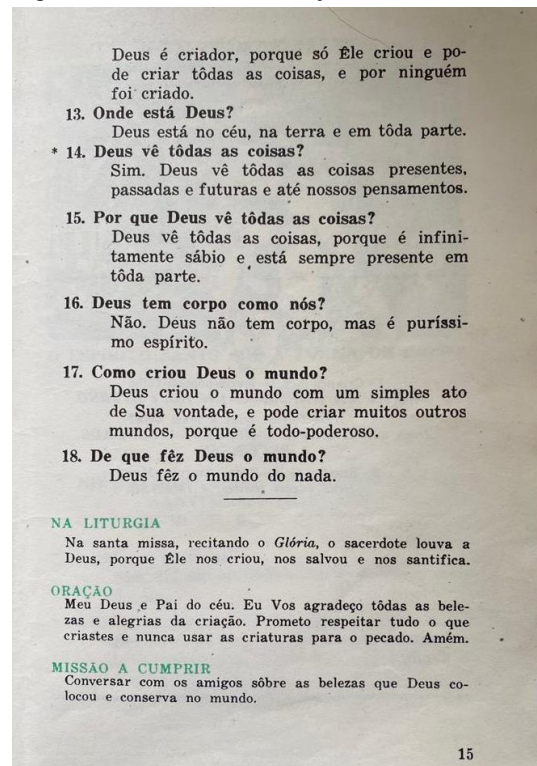 Deus é criador, porque só Êle criou e po-
de criar tôdas as coisas, e por ninguém
foi criado.
13. Onde está Deus?
Deus está no céu, na terra e em tôda parte.
* 14. Deus vê tôdas as coisas?
Sim. Deus vê tôdas as coisas presentes,
passadas e futuras e até nossos pensamentos.
15. Por que Deus vê tôdas as coisas?
Deus vê tôdas as coisas, porque é infini-
tamente sábio e está sempre presente em
tôda parte.
16. Deus tem corpo como nós?
Não. Deus não tem corpo, mas é puríssi-
mo espírito.
17. Como criou Deus o mundo?
Deus criou o mundo com um simples ato
de Sua vontade, e pode criar muitos outros
mundos, porque é todo-poderoso.
18. De que fêz Deus o mundo?
Deus fêz o mundo do nada.
NA LITURGIA
Na santa missa, recitando o Glória, o sacerdote louva a
Deus, porque Êle nos criou, nos salvou e nos santifica.
ORAÇÃO
Meu Deus e Pai do céu. Eu Vos agradeço tôdas as bele-
zas e alegrias da criação. Prometo respeitar tudo o que
criastes e nunca usar as criaturas para o pecado. Amém.
MISSÃO A CUMPRIR
Conversar com os amigos sôbre as belezas que Deus co-
locou e conserva no mundo.
15